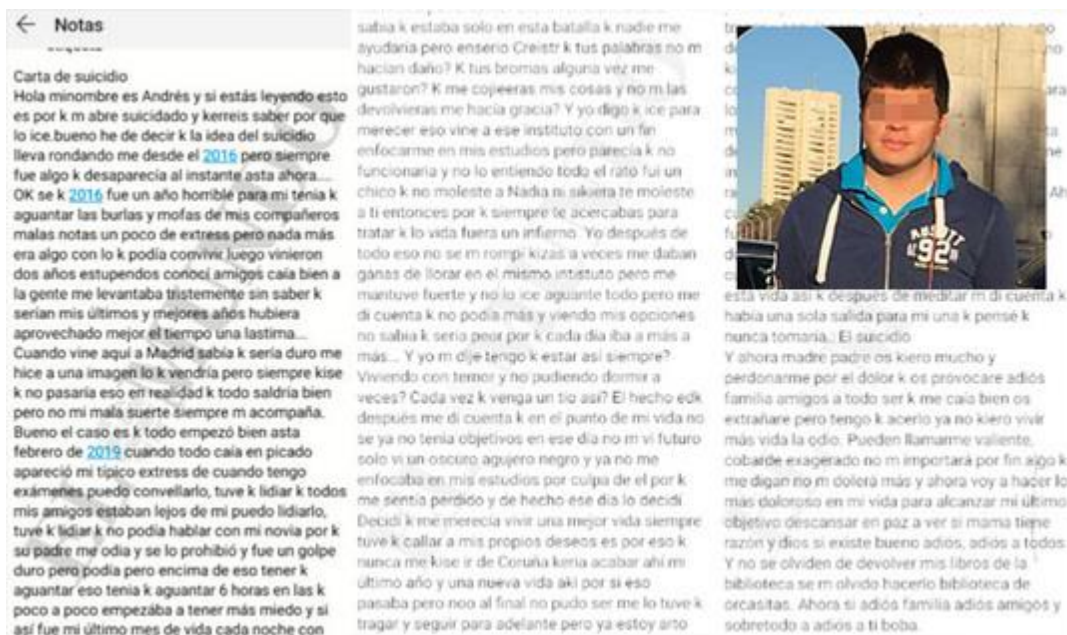 Notas
Carta de suicidio
Hola minombre es Andrés y si estás leyendo esto
es por k m abre suicidado y kerreis saber por que
lo ice.bueno he de decir k la idea del suicidio
lleva rondando me desde el 2016 pero siempre
fue algo k desaparecía al instante asta ahora....
OK se k 2016 fue un año horrible para mi tenia k
aguantar las burlas y mofas de mis compañeros
malas notas un poco de extress pero nada más
era algo con lo k podía convivir luego vinieron
dos años estupendos conocí amigos caía bien a
la gente me levantaba tristemente sin saber k
serían mis últimos y mejores años hubiera
aprovechado mejor el tiempo una lastima...
Cuando vine aquí a Madrid sabía k sería duro me
hice a una imagen lo k vendría pero siempre kise
k no pasaría eso en realidad k todo saldría bien
pero no mi mala suerte siempre m acompaña.
Bueno el caso es k todo empezó bien asta
febrero de 2019 cuando todo caía en picado
apareció mi típico extress de cuando tengo
exámenes puedo convellarlo, tuve k lidiar k todos
mis amigos estaban lejos de mi puedo lidiarlo,
tuve k lidiar k no podía hablar con mi novia por k
su padre me odia y se lo prohibió y fue un golpe
duro pero podía pero encima de eso tener k
aguantar eso tenia k aguantar 6 horas en las k
poco a poco empezába a tener más miedo y si
así fue mi último mes de vida cada noche con
sabia k estaba solo en esta batalla k nadie me
ayudaria pero enserio Creistr k tus palabras no m
hacían daño? K tus bromas alguna vez me
gustaron? K me copieeras mis cosas y no m las
devolvieras me hacía gracia? Y yo digo k ice para
merecer eso vine a ese instituto con un fin
enfocarme en mis estudios pero parecía k no
funcionaria y no lo entiendo todo el rato fui un
chico k no moleste a Nadia ni sikiera te moleste
a ti entonces por k siempre te acercabas para
tratar k lo vida fuera un infierno. Yo después de
todo eso no se m rompí kizas a veces me daban
ganas de llorar en el mismo intistuto pero me
mantuve fuerte y no lo ice aguante todo pero me
di cuenta k no podía más y viendo mis opciones
no sabia k seria peor por k cada día iba a más a
más... Y yo m dije tengo k estar asi siempre?
Viviendo con temor y no pudiendo dormir a
veces? Cada vez k venga un tio asi? El hecho edk
después me di cuenta k en el punto de mi vida no
se ya no tenia objetivos en ese día no m vi futuro
solo vi un oscuro agujero negro y ya no me
enfocaba en mis estudios por culpa de el por k
me sentía perdido y de hecho ese día lo decidi
Decidí k me merecía vivir una mejor vida siempre
tuve k callar a mis propios deseos es por eso k
nunca me kise ir de Coruña keria acabar ahí mi
último año y una nueva vida akí por si eso
pasaba pero noo al final no pudo ser me lo tuve k
tragar y seguir para adelante pero ya estoy arto
ABBOTT
92
esta vida así k después de meditar m di cuenta k
había una sola salida para mi una k pensé k
nunca tomaría.. El suicidio
Y ahora madre padre os kiero mucho y
perdonarme por el dolor k os provocare adiós
familia amigos a todo ser k me caía bien os
extrañare pero tengo k acerlo ya no kiero vivir
más vida la odio. Pueden llamarme valiente,
cobarde exagerado no m importará por fin algo k
me digan no m dolerá más y ahora voy a hacer lo
más doloroso en mi vida para alcanzar mi último
objetivo descansar en paz a ver si mama tiene
razón y dios si existe bueno adiós, adiós a todos
Y no se olviden de devolver mis libros de la
biblioteca se m olvido hacerlo biblioteca de
orcasitas. Ahora si adiós familia adiós amigos y
sobretodo a adiós a ti boba.